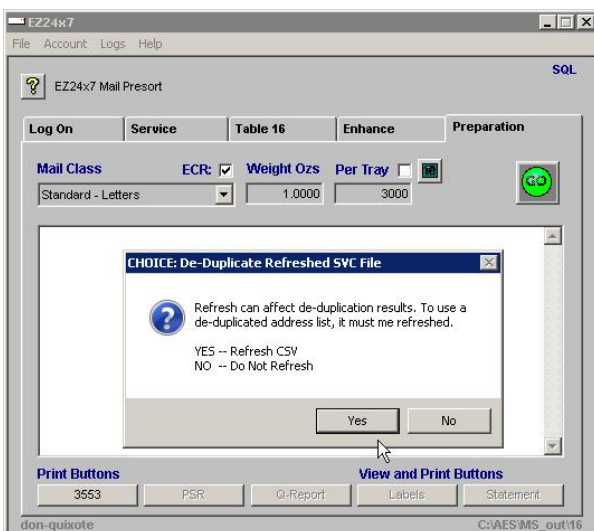 EZ24x7
File Account Logs Help
SQL
EZ24x7 Mail Presort
Log On Service Table 16 Enhance Preparation
Mail Class ECR: Weight Ozs Per Tray
Standard - Letters 1.0000 3000
GO
CHOICE: De-Duplicate Refreshed SVC File
Refresh can affect de-duplication results. To use a
de-duplicated address list, it must me refreshed.
YES -- Refresh CSV
NO -- Do Not Refresh
Yes No
Print Buttons View and Print Buttons
3553 PSR Q-Report Labels Statement
don-quixote C:\AES\MS_out\16